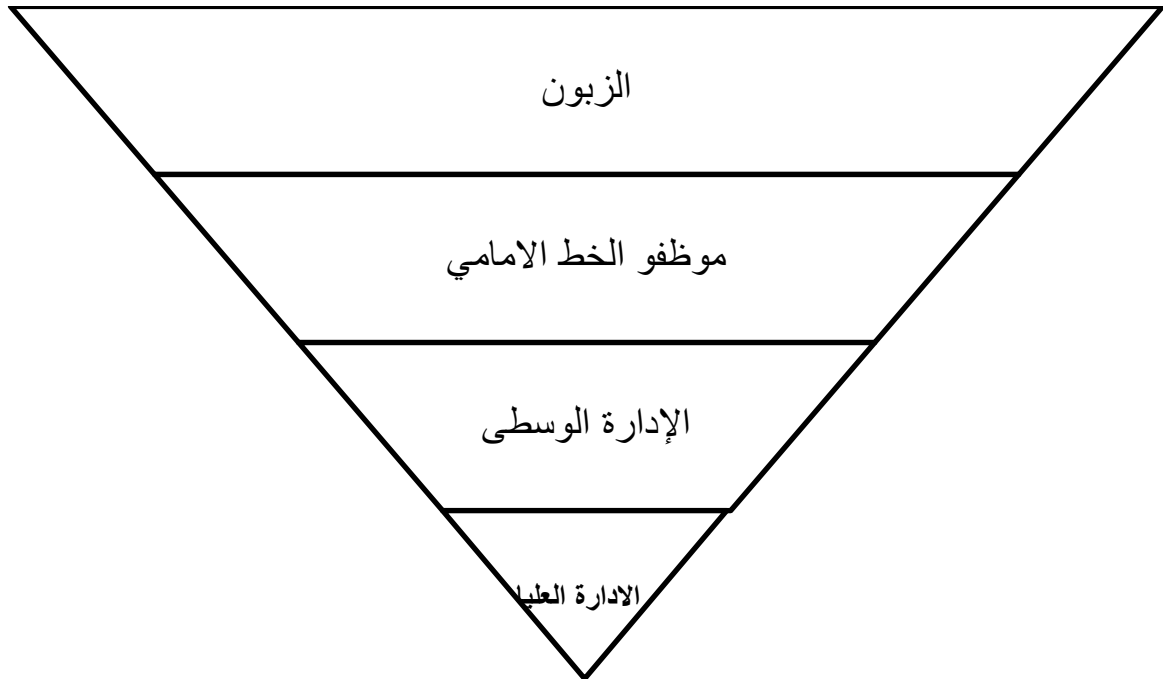 الزبون
موظفو الخط الامامي
الإدارة الوسطى
الادارة العليا